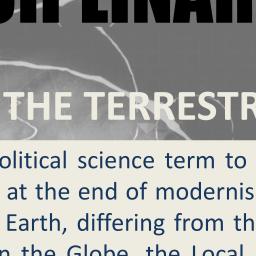 THE TERRESTR
olitical science term to
at the end of modernis
Earth, differing from th
n the Globe, the Local